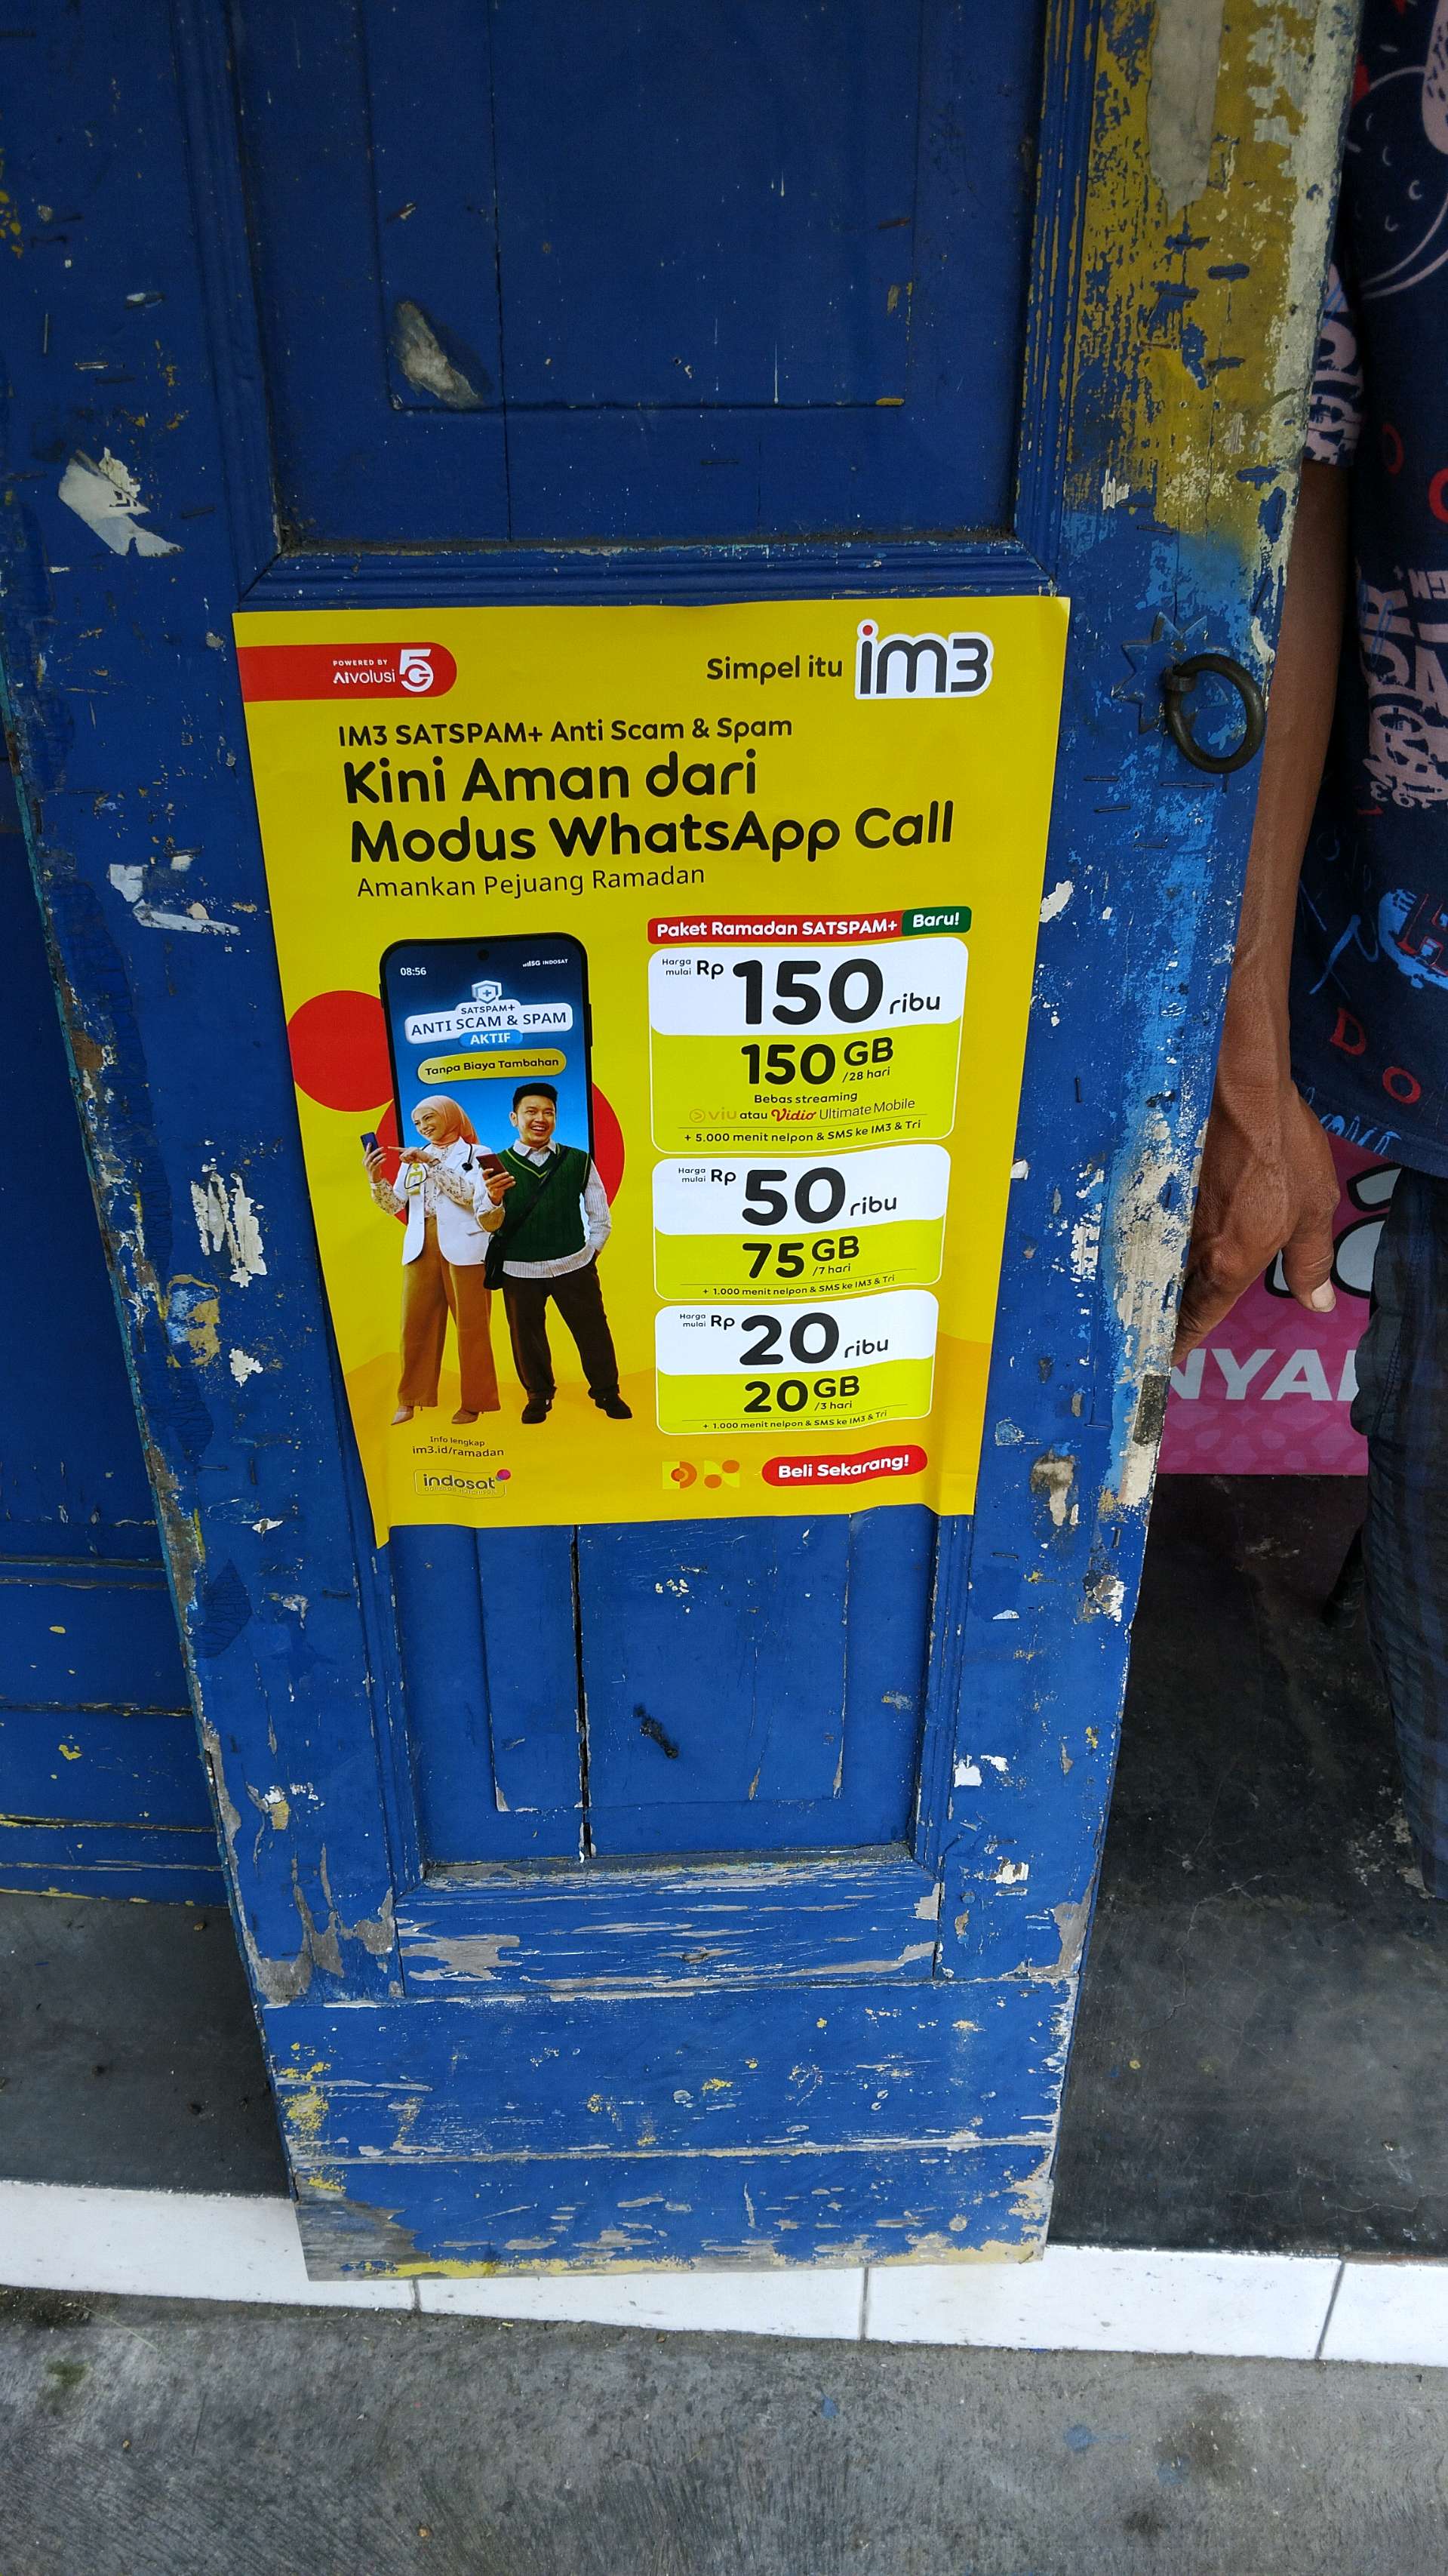 POWERED BY
AIvolusi 5G
Simpel itu im3
IM3 SATSPAM+ Anti Scam & Spam
Kini Aman dari
Modus WhatsApp Call
Amankan Pejuang Ramadan
08:56
5G INDOSAT
SATSPAM+
ANTI SCAM & SPAM
AKTIF
Tanpa Biaya Tambahan
Paket Ramadan SATSPAM+ Baru!
Harga mulai Rp 150 ribu
150 GB /28 hari
Bebas streaming
viu atau Vidio Ultimate Mobile
+ 5.000 menit nelpon & SMS ke IM3 & Tri
Harga mulai Rp 50 ribu
75 GB /7 hari
+ 1.000 menit nelpon & SMS ke IM3 & Tri
Harga mulai Rp 20 ribu
20 GB /3 hari
+ 1.000 menit nelpon & SMS ke IM3 & Tri
Info lengkap
im3.id/ramadan
indosat
Beli Sekarang!
NYA